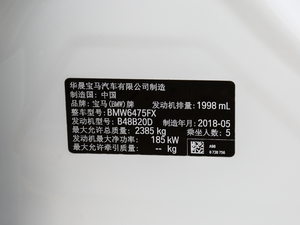 华晨宝马汽车有限公司制造
制造国：中国
品牌：宝马(BMW)牌 发动机排量：1998 mL
整车型号：BMW6475FX
发动机型号：B48B20D 制造年月：2018-05
最大允许总质量：2385 kg 乘坐人数：5
发动机最大净功率：185 kW
最大允许牵引质量：-- kg